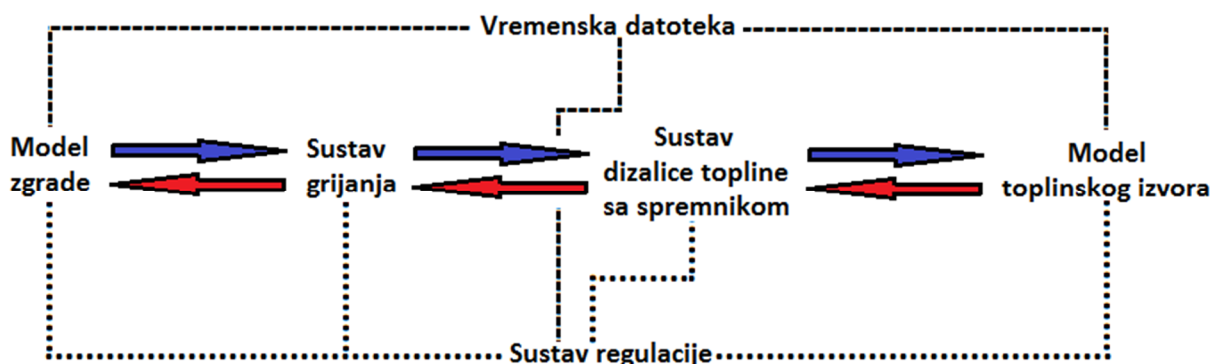 Vremenska datoteka
Model
zgrade
Sustav
grijanja
Sustav
dizalice topline
sa spremnikom
Model
toplinskog izvora
Sustav regulacije